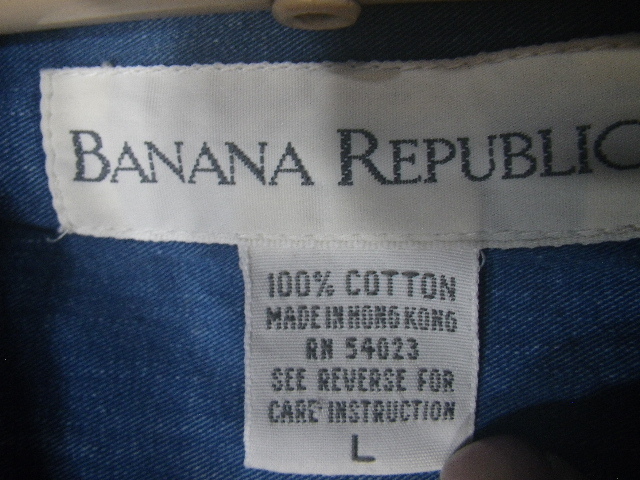 BANANA REPUBLIC
100% COTTON
MADE IN HONG KONG
RN 54023
SEE REVERSE FOR
CARE INSTRUCTION
L